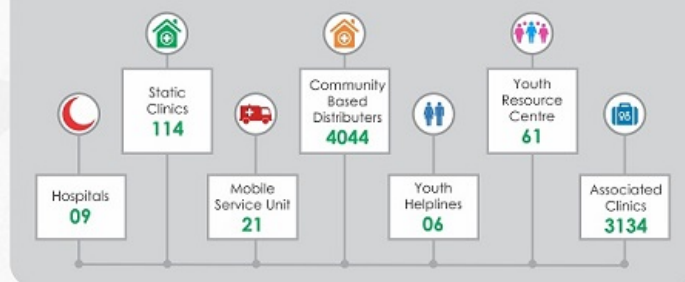 Hospitals
09
Static
Clinics
114
Mobile
Service Unit
21
Community
Based
Distributers
4044
Youth
Helplines
06
Youth
Resource
Centre
61
Associated
Clinics
3134